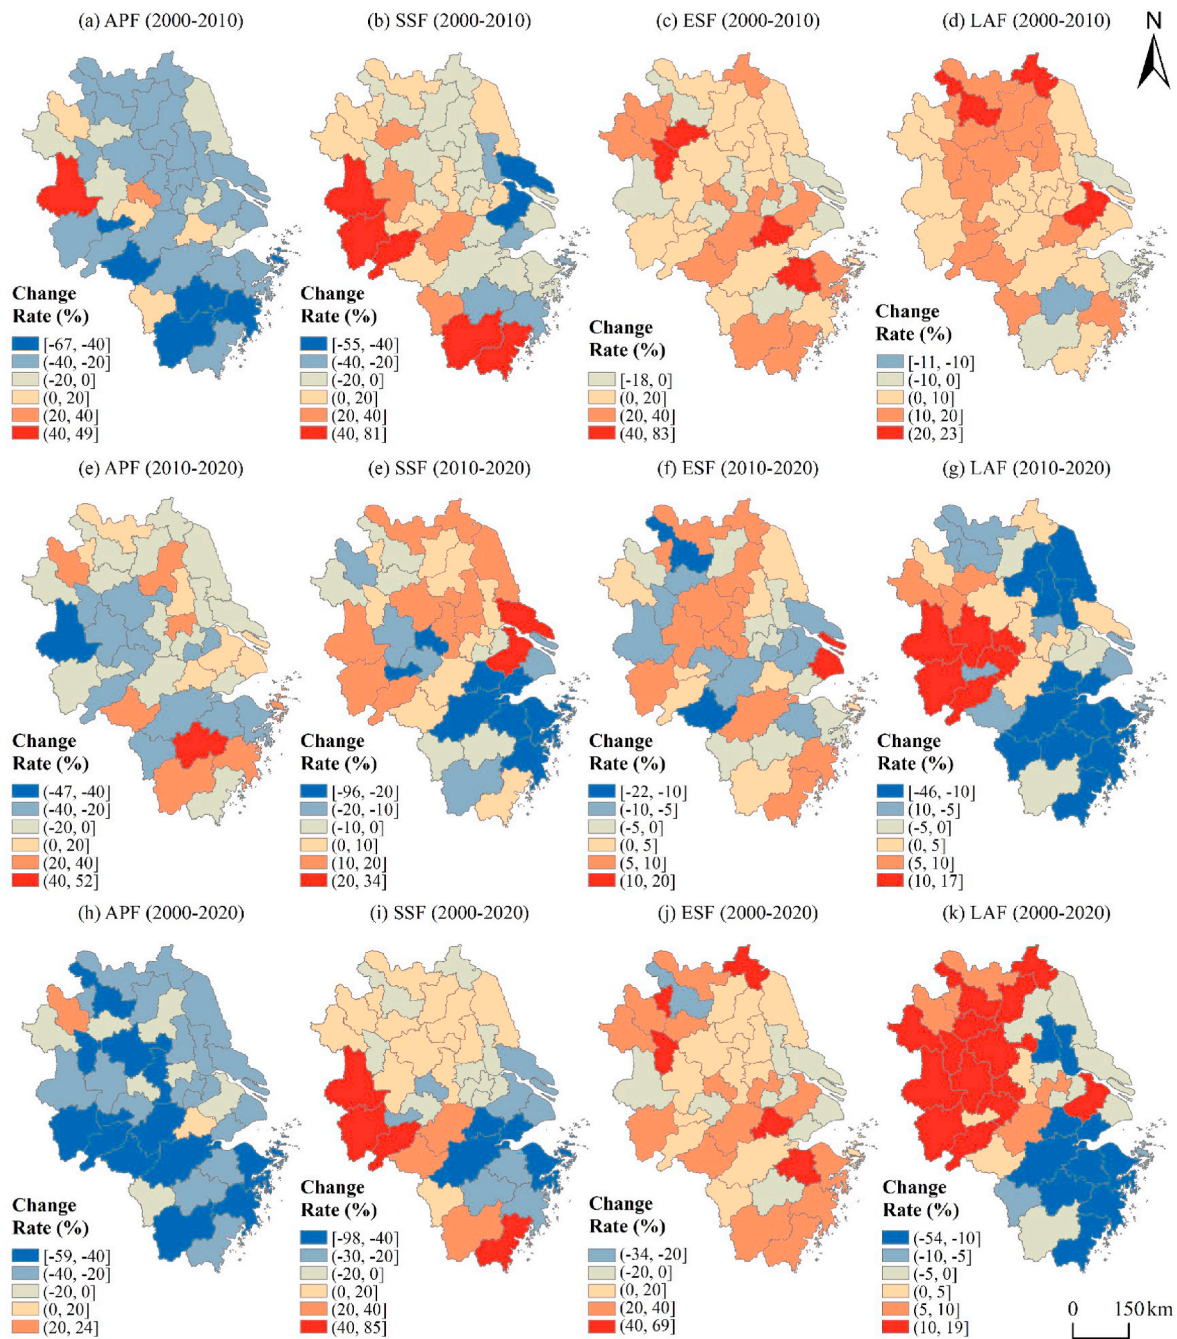 (a) APF (2000-2010)
(b) SSF (2000-2010)
(c) ESF (2000-2010)
(d) LAF (2000-2010)
N
Change
Rate (%)
[-67, -40]
(-40, -20]
(-20, 0]
(0, 20]
(20, 40]
(40, 49]
Change
Rate (%)
[-55, -40]
(-40, -20]
(-20, 0]
(0, 20]
(20, 40]
(40, 81]
Change
Rate (%)
[-18, 0]
(0, 20]
(20, 40]
(40, 83]
Change
Rate (%)
[-11, -10]
(-10, 0]
(0, 10]
(10, 20]
(20, 23]
(e) APF (2010-2020)
(e) SSF (2010-2020)
(f) ESF (2010-2020)
(g) LAF (2010-2020)
Change
Rate (%)
(-47, -40]
(-40, -20]
(-20, 0]
(0, 20]
(20, 40]
(40, 52]
Change
Rate (%)
[-96, -20]
(-20, -10]
(-10, 0]
(0, 10]
(10, 20]
(20, 34]
Change
Rate (%)
[-22, -10]
(-10, -5]
(-5, 0]
(0, 5]
(5, 10]
(10, 20]
Change
Rate (%)
[-46, -10]
(10, -5]
(-5, 0]
(0, 5]
(5, 10]
(10, 17]
(h) APF (2000-2020)
(i) SSF (2000-2020)
(j) ESF (2000-2020)
(k) LAF (2000-2020)
Change
Rate (%)
[-59, -40]
(-40, -20]
(-20, 0]
(0, 20]
(20, 24]
Change
Rate (%)
[-98, -40]
(-30, -20]
(-20, 0]
(0, 20]
(20, 40]
(40, 85]
Change
Rate (%)
(-34, -20]
(-20, 0]
(0, 20]
(20, 40]
(40, 69]
Change
Rate (%)
(-54, -10]
(-10, -5]
(-5, 0]
(0, 5]
(5, 10]
(10, 19]
0 150 km